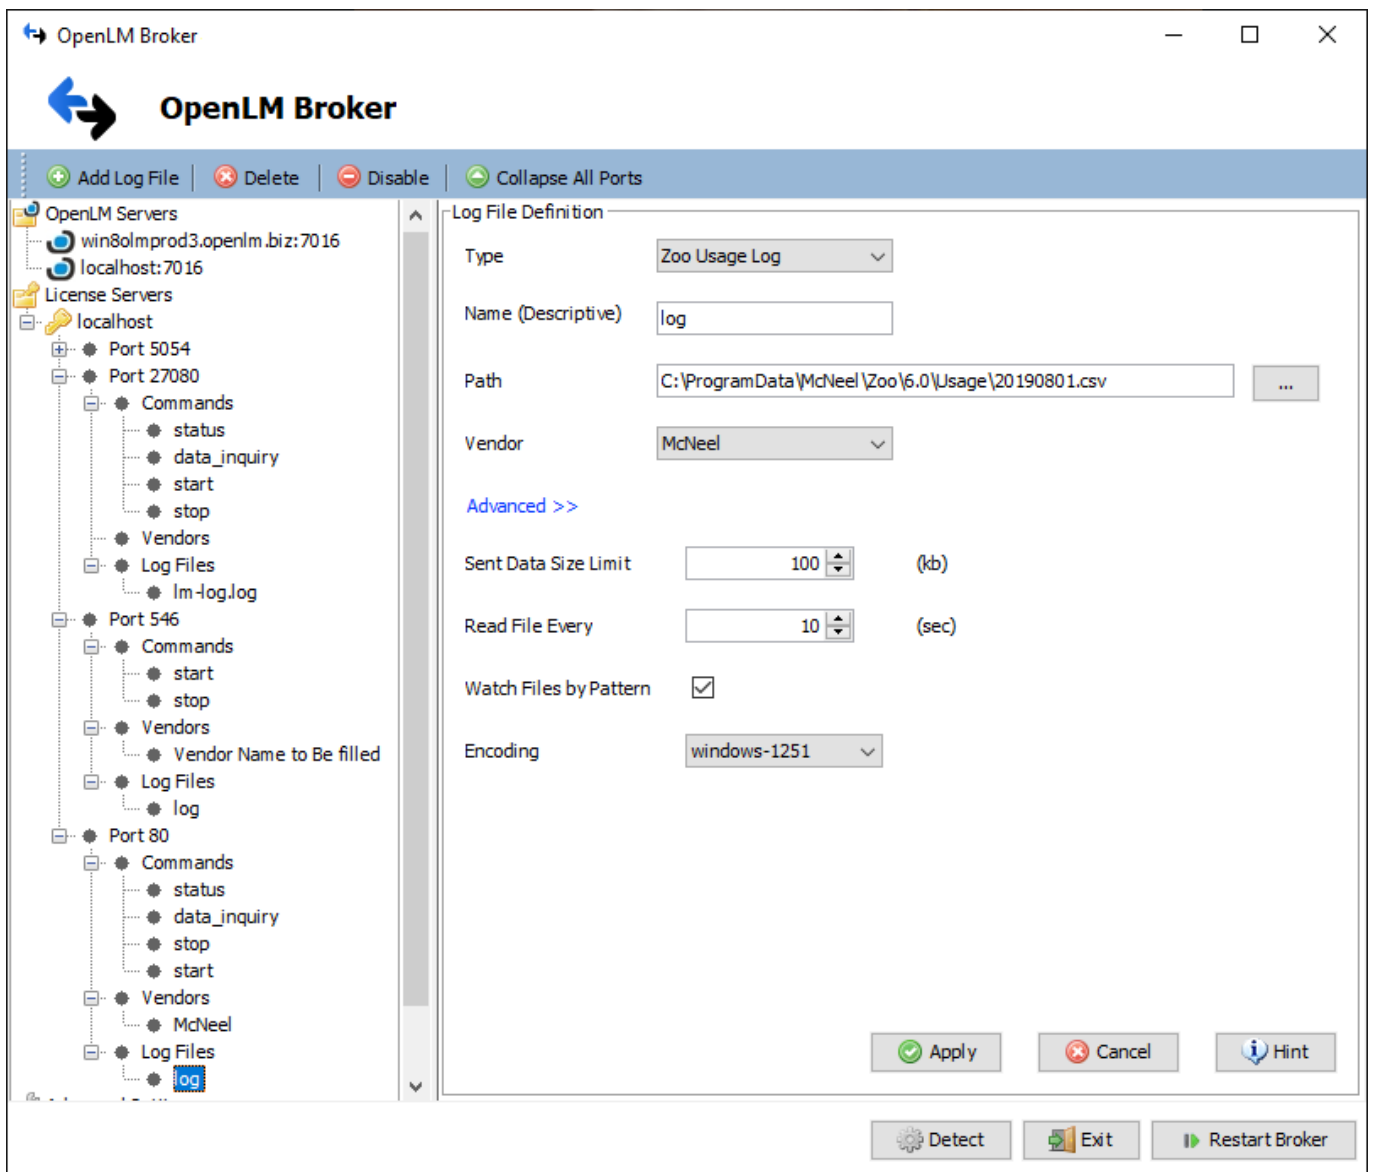 OpenLM Broker
OpenLM Broker
Add Log File
Delete
Disable
Collapse All Ports
OpenLM Servers
win8olmprod3.openlm.biz:7016
localhost:7016
License Servers
localhost
Port 5054
Port 27080
Commands
status
data_inquiry
start
stop
Vendors
Log Files
lm-log.log
Port 546
Commands
start
stop
Vendors
Vendor Name to Be filled
Log Files
log
Port 80
Commands
status
data_inquiry
stop
start
Vendors
McNeel
Log Files
log
Log File Definition
Type
Zoo Usage Log
Name (Descriptive)
log
Path
C:\ProgramData\McNeel\Zoo\6.0\Usage\20190801.csv
...
Vendor
McNeel
Advanced >>
Sent Data Size Limit
100
(kb)
Read File Every
10
(sec)
Watch Files by Pattern
Encoding
windows-1251
Apply
Cancel
Hint
Detect
Exit
Restart Broker